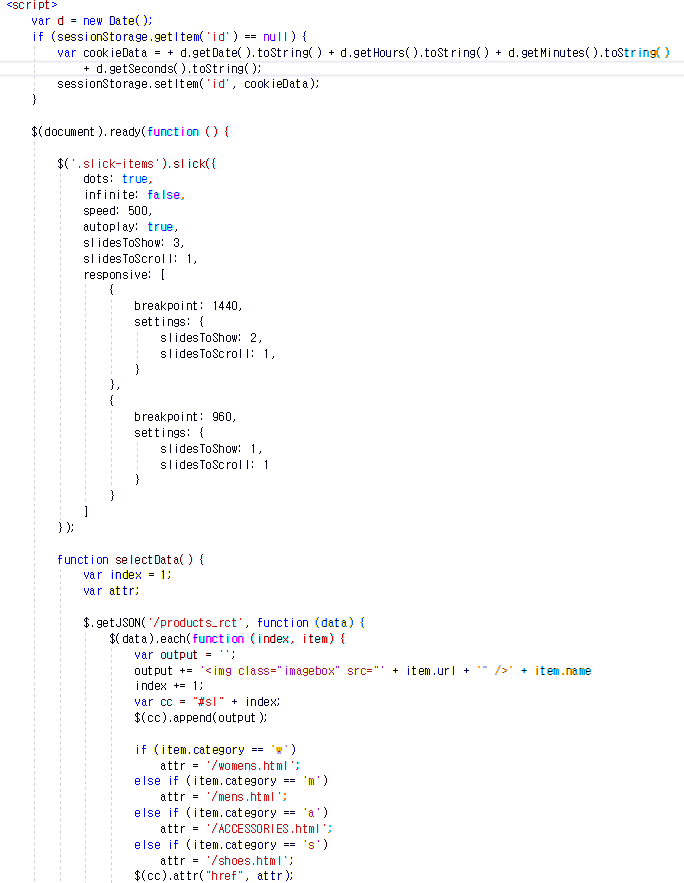 <script>
var d = new Date();
if (sessionStorage.getItem('id') == null) {
var cookieData = + d.getDate().toString() + d.getHours().toString() + d.getMinutes().toString()
+ d.getSeconds().toString();
sessionStorage.setItem('id', cookieData);
}
$(document).ready(function () {
$('.slick-items').slick({
dots: true,
infinite: false,
speed: 500,
autoplay: true,
slidesToShow: 3,
slidesToScroll: 1,
responsive: [
{
breakpoint: 1440,
settings: {
slidesToShow: 2,
slidesToScroll: 1,
}
},
{
breakpoint: 960,
settings: {
slidesToShow: 1,
slidesToScroll: 1
}
}
]
});
function selectData() {
var index = 1;
var attr;
$.getJSON('/products_rct', function (data) {
$(data).each(function (index, item) {
var output = '';
output += '<img class="imagebox" src="' + item.url + '" />' + item.name
index += 1;
var cc = "#sl" + index;
$(cc).append(output);
if (item.category == 'w')
attr = '/womens.html';
else if (item.category == 'm')
attr = '/mens.html';
else if (item.category == 'a')
attr = '/ACCESSORIES.html';
else if (item.category == 's')
attr = '/shoes.html';
$(cc).attr("href", attr);